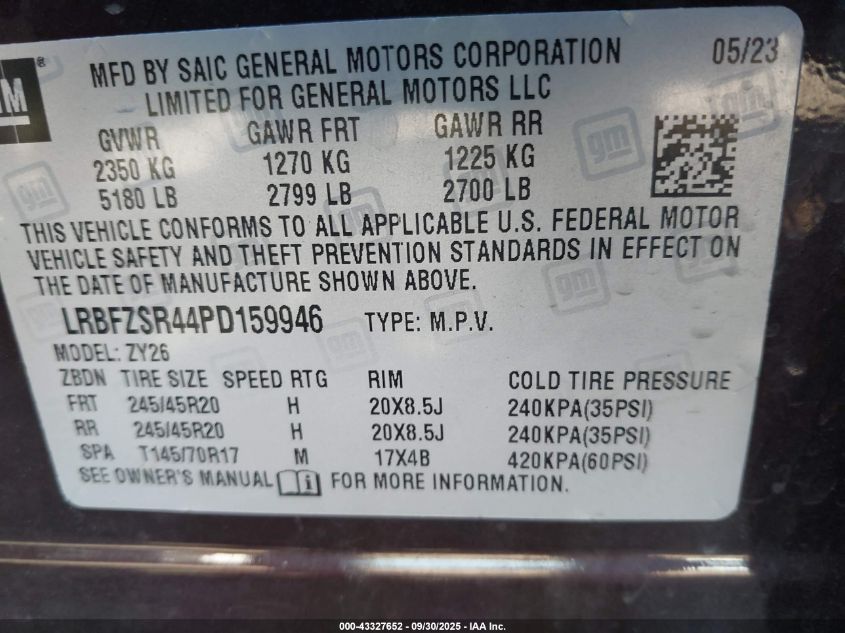 GM ®
MFD BY SAIC GENERAL MOTORS CORPORATION 05/23
LIMITED FOR GENERAL MOTORS LLC
GVWR GAWR FRT GAWR RR
2350 KG 1270 KG 1225 KG
5180 LB 2799 LB 2700 LB
THIS VEHICLE CONFORMS TO ALL APPLICABLE U.S. FEDERAL MOTOR
VEHICLE SAFETY AND THEFT PREVENTION STANDARDS IN EFFECT ON
THE DATE OF MANUFACTURE SHOWN ABOVE.
LRBFZSR44PD159946 TYPE: M.P.V.
MODEL: ZY26
ZBDN TIRE SIZE SPEED RTG RIM COLD TIRE PRESSURE
FRT 245/45R20 H 20X8.5J 240KPA(35PSI)
RR 245/45R20 H 20X8.5J 240KPA(35PSI)
SPA T145/70R17 M 17X4B 420KPA(60PSI)
SEE OWNER'S MANUAL i FOR MORE INFORMATION.
000-43327652 - 09/30/2025 - IAA Inc.